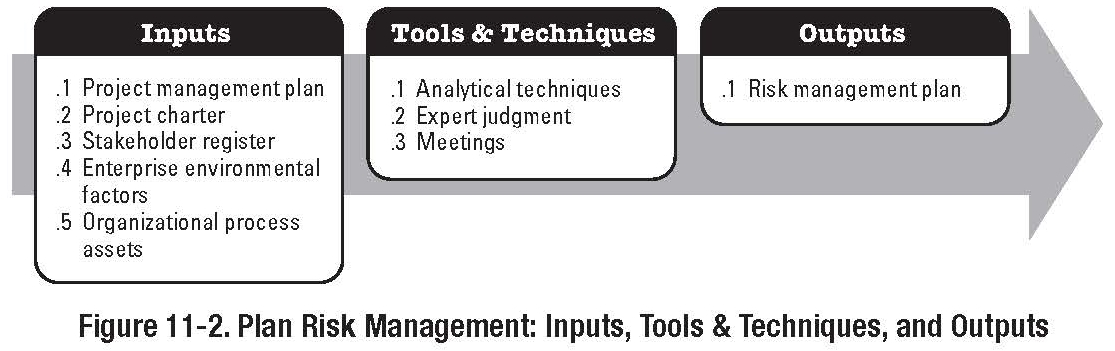 Inputs
.1 Project management plan
.2 Project charter
.3 Stakeholder register
.4 Enterprise environmental
factors
.5 Organizational process
assets
Tools & Techniques
.1 Analytical techniques
.2 Expert judgment
.3 Meetings
Outputs
.1 Risk management plan
Figure 11-2. Plan Risk Management: Inputs, Tools & Techniques, and Outputs